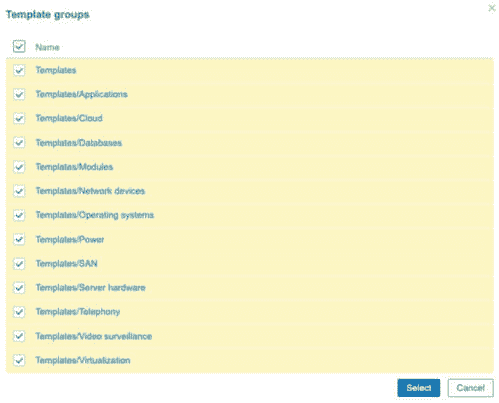 Template groups
Name
Templates
Templates/Applications
Templates/Cloud
Templates/Databases
Templates/Modules
Templates/Network devices
Templates/Operating systems
Templates/Power
Templates/SAN
Templates/Server hardware
Templates/Telephony
Templates/Video surveillance
Templates/Virtualization
Select Cancel